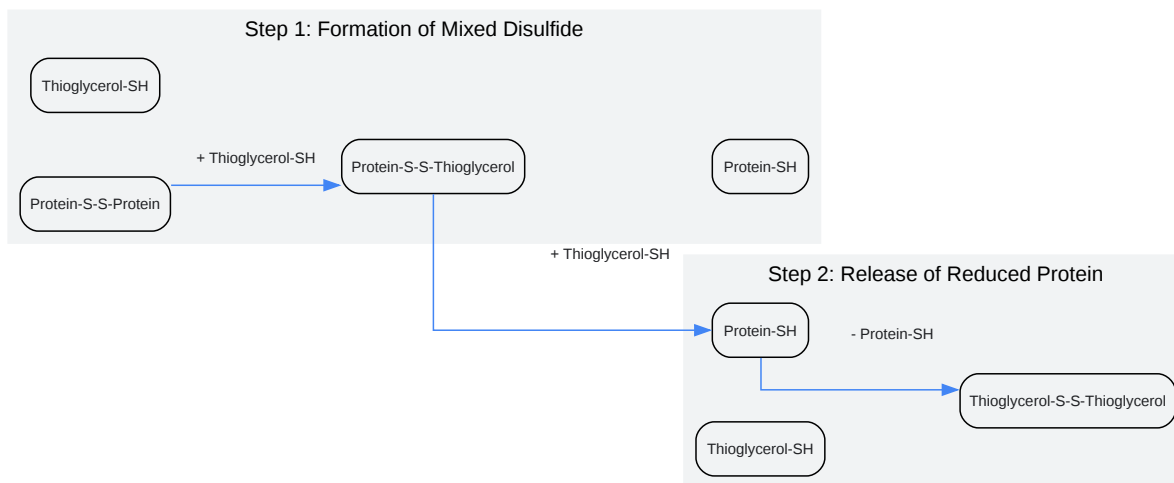 Step 1: Formation of Mixed Disulfide
Thioglycerol-SH
+ Thioglycerol-SH
Protein-S-S-Thioglycerol
Protein-SH
Protein-S-S-Protein
+ Thioglycerol-SH
Step 2: Release of Reduced Protein
Protein-SH
- Protein-SH
Thioglycerol-S-S-Thioglycerol
Thioglycerol-SH